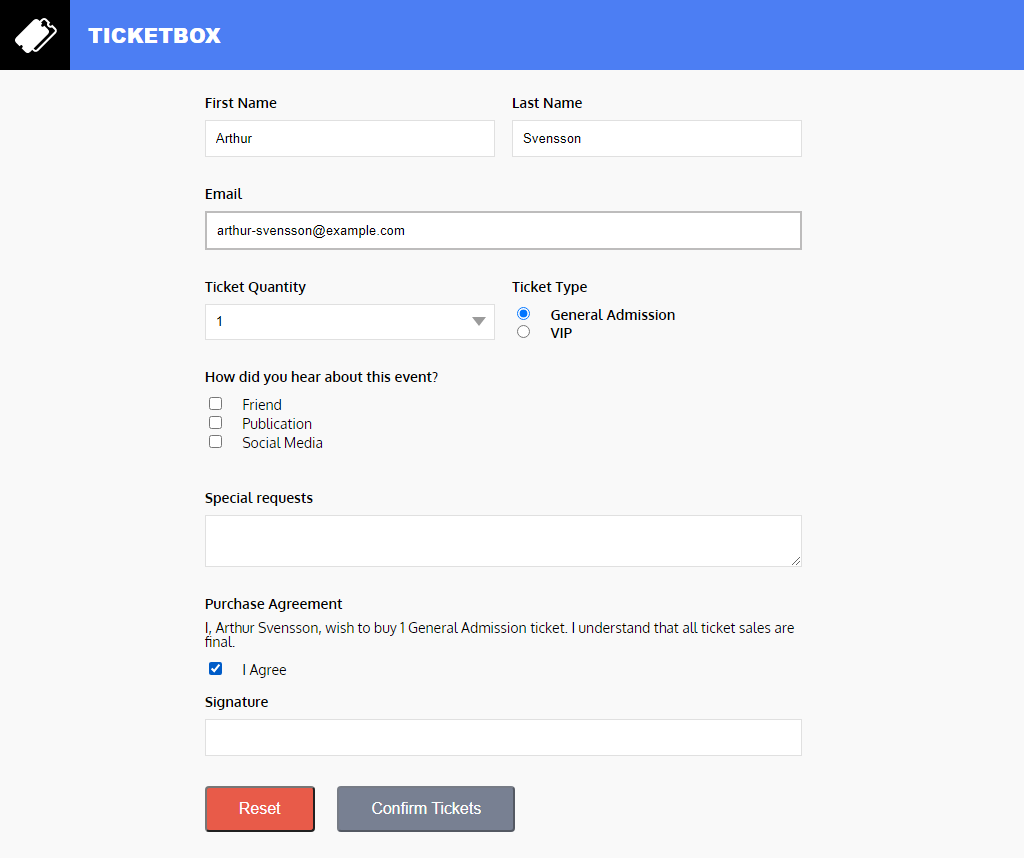 TICKETBOX
First Name
Last Name
Arthur
Svensson
Email
arthur-svensson@example.com
Ticket Quantity
Ticket Type
1
General Admission
VIP
How did you hear about this event?
Friend
Publication
Social Media
Special requests
Purchase Agreement
I, Arthur Svensson, wish to buy 1 General Admission ticket. I understand that all ticket sales are
final.
I Agree
Signature
Reset
Confirm Tickets